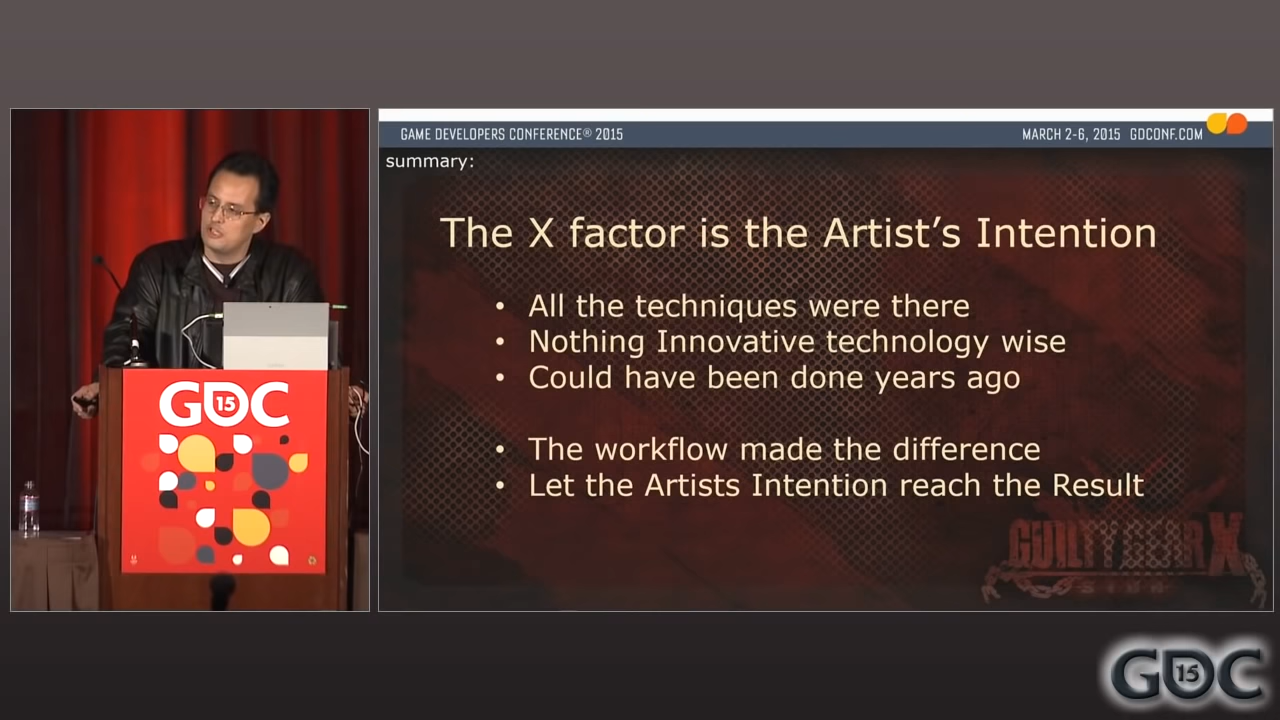 GAME DEVELOPERS CONFERENCE® 2015
MARCH 2-6, 2015 GDCONF.COM
summary:
The X factor is the Artist's Intention
• All the techniques were there
• Nothing Innovative technology wise
• Could have been done years ago
• The workflow made the difference
• Let the Artists Intention reach the Result
GUILTY GEAR X
SIGN
GDC 15
GDC 15